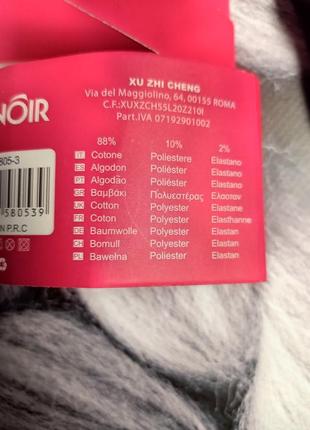 XU ZHI CHENG
Via del Maggiolino, 64, 00155 ROMA
C.F.:XUXZCH55L20Z210I
Part.IVA 07192901002
NOIR
805-3
580539
N P.R.C
88% 10% 2%
IT Cotone Poliestere Elastano
ES Algodon Poliéster Elastano
PT Algodão Poliéster Elastano
GR Βαμβάκι Πολυεστέρας Ελαστάν
UK Cotton Polyester Elastane
FR Coton Polyester Elasthanne
DE Baumwolle Polyester Elastan
CH Bomull Polyester Elastan
PL Bawełna Poliester Elastan